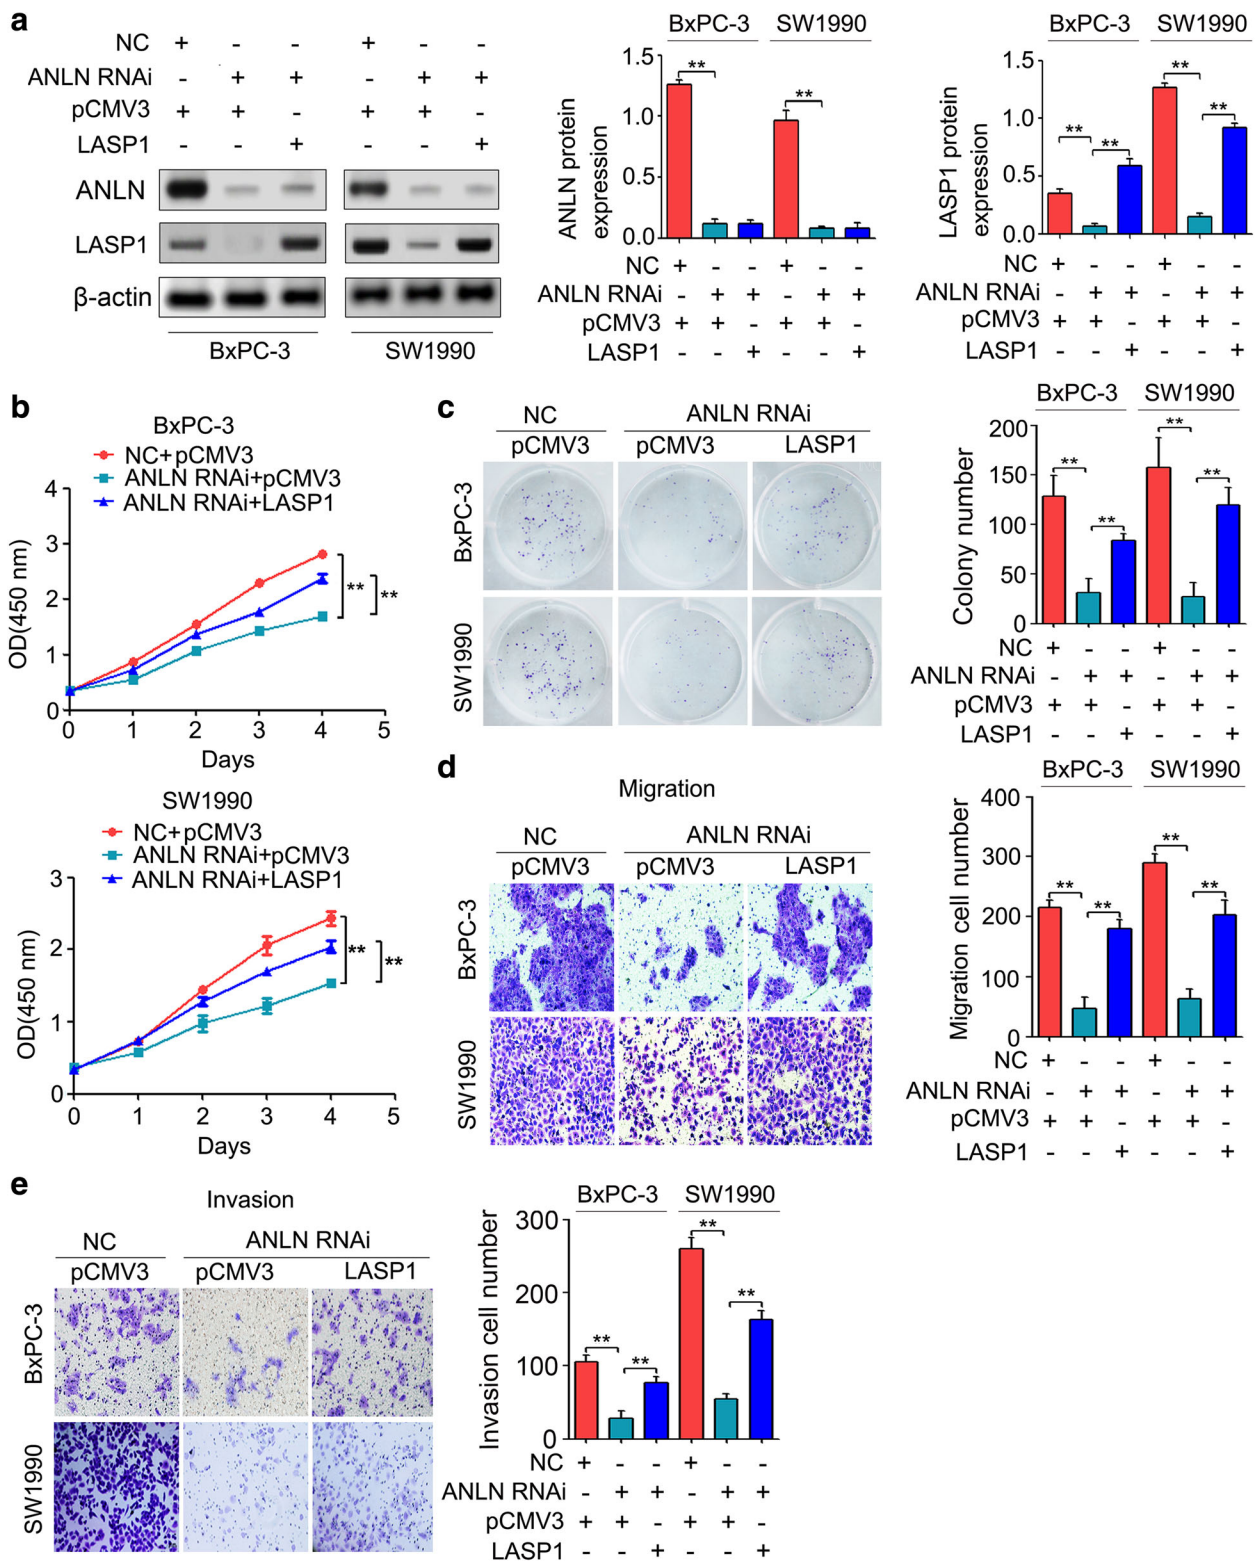 a
NC + - - + - -
ANLN RNAi - + + - + +
pCMV3 + + - + + -
LASP1 - - + - - +
ANLN
LASP1
β-actin
BxPC-3 SW1990
BxPC-3 SW1990
ANLN protein
expression
1.5
1.0
0.5
0.0
** **
NC + - - + - -
ANLN RNAi - + + - + +
pCMV3 + + - + + -
LASP1 - - + - - +
BxPC-3 SW1990
LASP1 protein
expression
1.5
1.0
0.5
0.0
** ** ** **
NC + - - + - -
ANLN RNAi - + + - + +
pCMV3 + + - + + -
LASP1 - - + - - +
b
BxPC-3
NC+pCMV3
ANLN RNAi+pCMV3
ANLN RNAi+LASP1
OD(450 nm)
4
3
2
1
0
** **
0 1 2 3 4 5
Days
SW1990
NC+pCMV3
ANLN RNAi+pCMV3
ANLN RNAi+LASP1
OD(450 nm)
3
2
1
0
** **
0 1 2 3 4 5
Days
c
NC ANLN RNAi
pCMV3 pCMV3 LASP1
BxPC-3
SW1990
BxPC-3 SW1990
Colony number
200
150
100
50
0
** ** ** **
NC + - - + - -
ANLN RNAi - + + - + +
pCMV3 + + - + + -
LASP1 - - + - - +
d
Migration
NC ANLN RNAi
pCMV3 pCMV3 LASP1
BxPC-3
SW1990
BxPC-3 SW1990
Migration cell number
400
300
200
100
0
** ** ** **
NC + - - + - -
ANLN RNAi - + + - + +
pCMV3 + + - + + -
LASP1 - - + - - +
e
Invasion
NC ANLN RNAi
pCMV3 pCMV3 LASP1
BxPC-3
SW1990
BxPC-3 SW1990
Invasion cell number
300
200
100
0
** ** ** **
NC + - - + - -
ANLN RNAi - + + - + +
pCMV3 + + - + + -
LASP1 - - + - - +